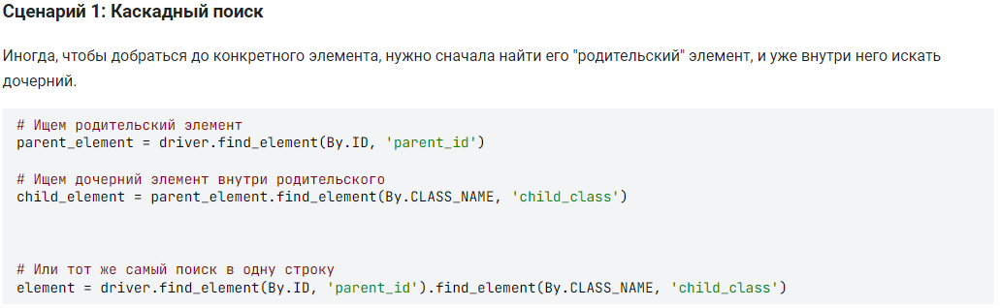 Сценарий 1: Каскадный поиск
Иногда, чтобы добраться до конкретного элемента, нужно сначала найти его "родительский" элемент, и уже внутри него искать
дочерний.
# Ищем родительский элемент
parent_element = driver.find_element(By.ID, 'parent_id')
# Ищем дочерний элемент внутри родительского
child_element = parent_element.find_element(By.CLASS_NAME, 'child_class')
# Или тот же самый поиск в одну строку
element = driver.find_element(By.ID, 'parent_id').find_element(By.CLASS_NAME, 'child_class')